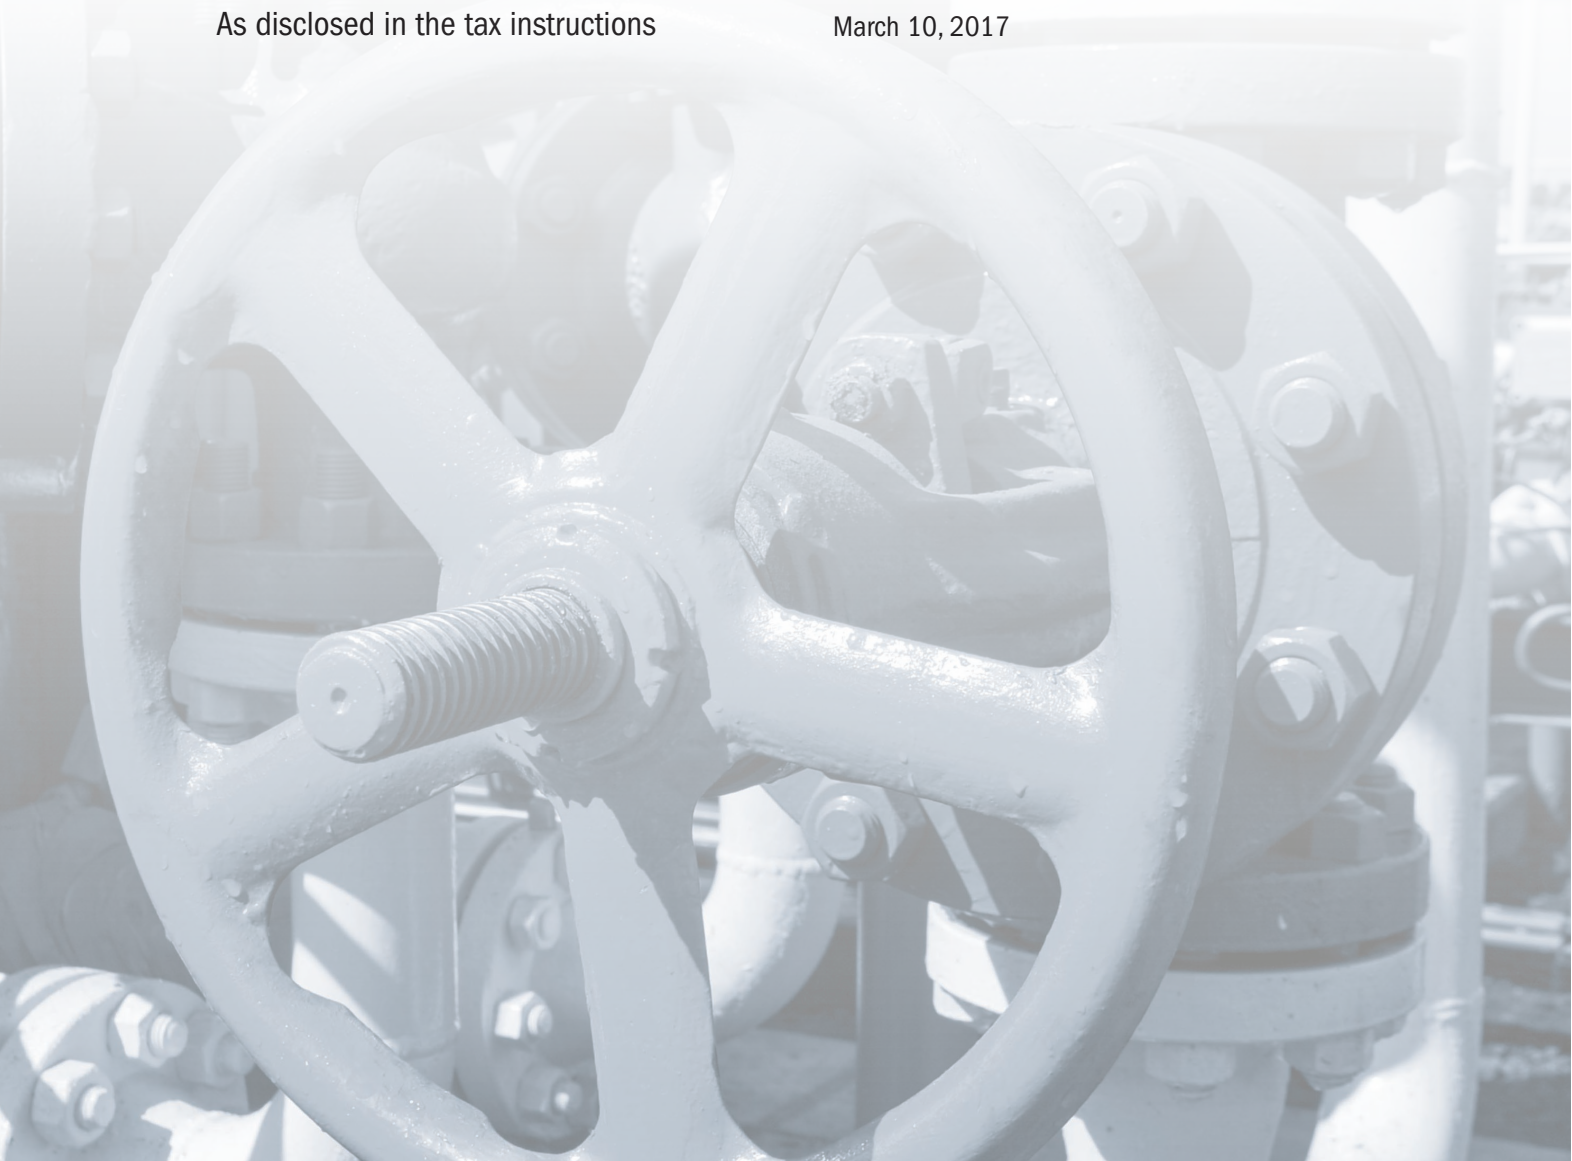 As disclosed in the tax instructions March 10, 2017